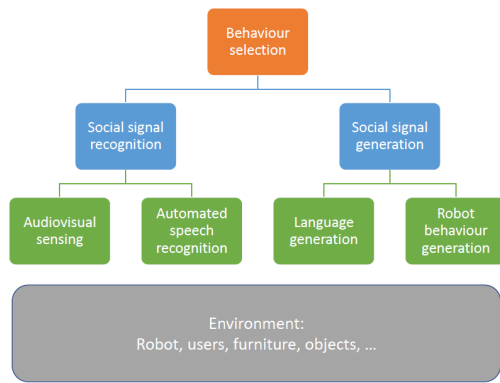 Behaviour
selection
Social signal
recognition
Social signal
generation
Audiovisual
sensing
Automated
speech
recognition
Language
generation
Robot
behaviour
generation
Environment:
Robot, users, furniture, objects, ...